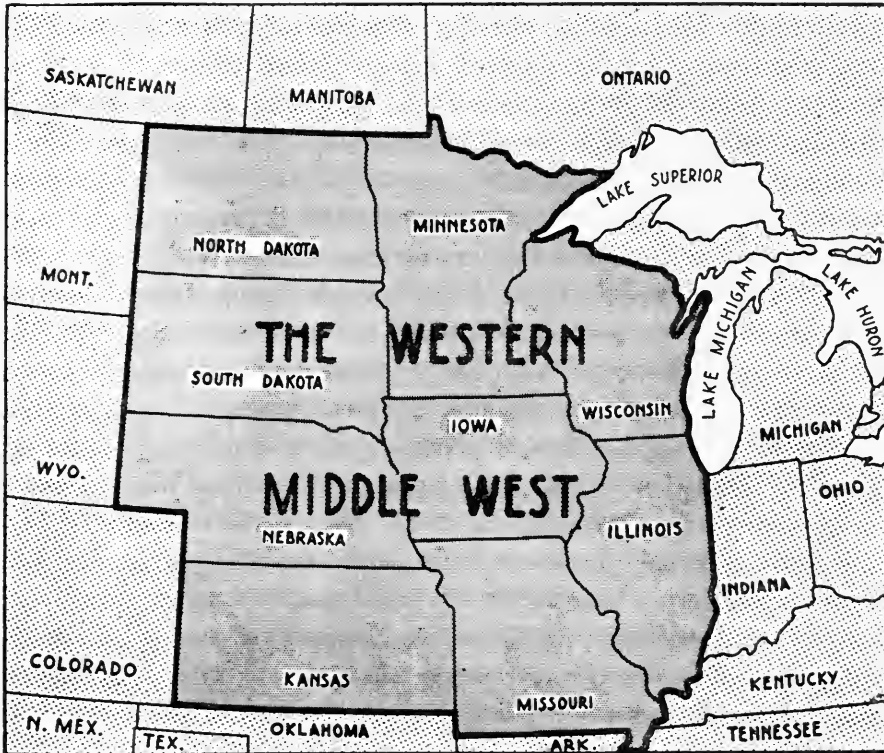 SASKATCHEWAN
MANITOBA
ONTARIO
LAKE SUPERIOR
MINNESOTA
NORTH DAKOTA
MONT.
LAKE MICHIGAN
LAKE HURON
THE WESTERN
SOUTH DAKOTA
WISCONSIN
IOWA
MICHIGAN
WYO.
OHIO
MIDDLE WEST
ILLINOIS
NEBRASKA
INDIANA
COLORADO
KANSAS
KENTUCKY
MISSOURI
N. MEX.
OKLAHOMA
TENNESSEE
TEX.
ARK.